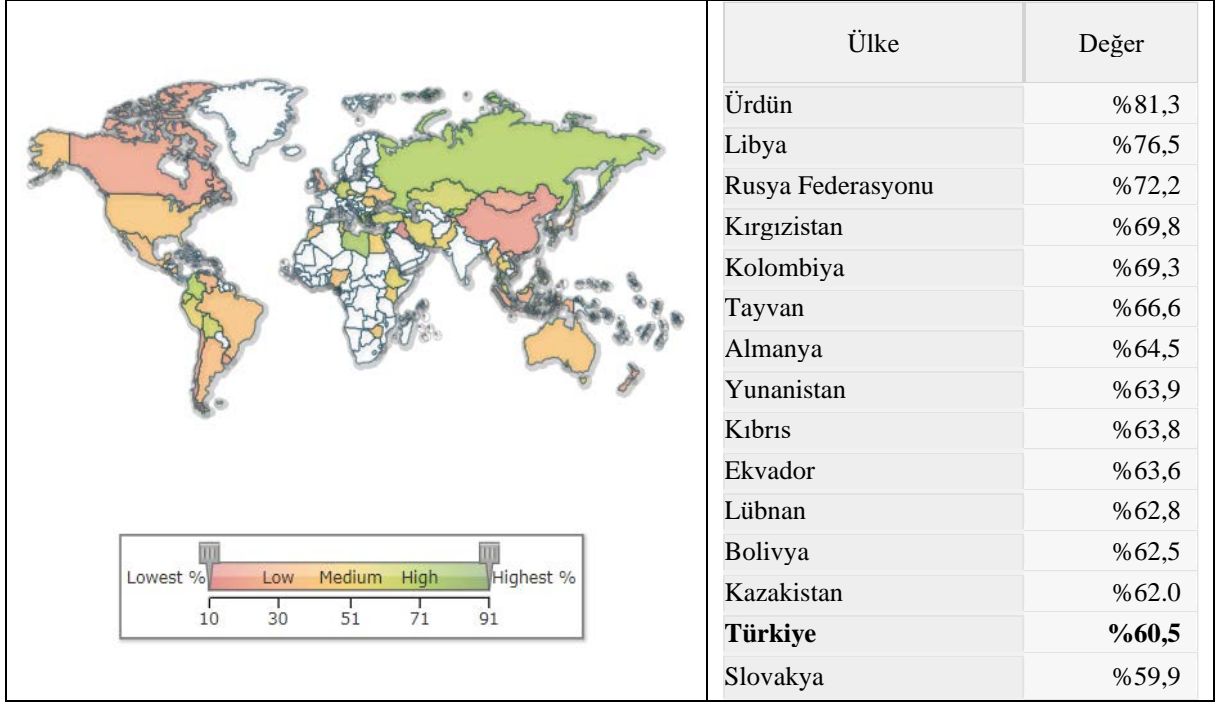 Lowest % Low Medium High Highest %
10 30 51 71 91
Ülke Değer
Ürdün %81,3
Libya %76,5
Rusya Federasyonu %72,2
Kırgızistan %69,8
Kolombiya %69,3
Tayvan %66,6
Almanya %64,5
Yunanistan %63,9
Kıbrıs %63,8
Ekvador %63,6
Lübnan %62,8
Bolivya %62,5
Kazakistan %62.0
Türkiye %60,5
Slovakya %59,9